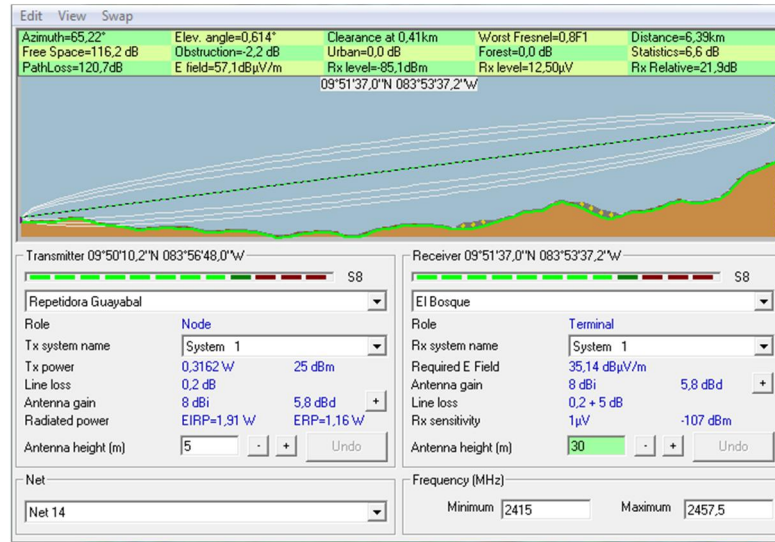 Edit View Swap
Azimuth=65,22° Elev. angle=0,614° Clearance at 0,41km Worst Fresnel=0,8F1 Distance=6,39km
Free Space=116,2 dB Obstruction=-2,2 dB Urban=0,0 dB Forest=0,0 dB Statistics=6,6 dB
PathLoss=120,7dB E field=57,1dBµV/m Rx level=-85,1dBm Rx level=12,50µV Rx Relative=21,9dB
09°51'37,0"N 083°53'37,2"W
Transmitter 09°50'10,2"N 083°56'48,0"W
S8
Repetidora Guayabal
Role Node
Tx system name System 1
Tx power 0,3162 W 25 dBm
Line loss 0,2 dB
Antenna gain 8 dBi 5,8 dBd +
Radiated power EIRP=1,91 W ERP=1,16 W
Antenna height (m) 5 - + Undo
Receiver 09°51'37,0"N 083°53'37,2"W
S8
El Bosque
Role Terminal
Rx system name System 1
Required E Field 35,14 dBµV/m
Antenna gain 8 dBi 5,8 dBd +
Line loss 0,2 + 5 dB
Rx sensitivity 1µV -107 dBm
Antenna height (m) 30 - + Undo
Net
Net 14
Frequency (MHz)
Minimum 2415 Maximum 2457,5